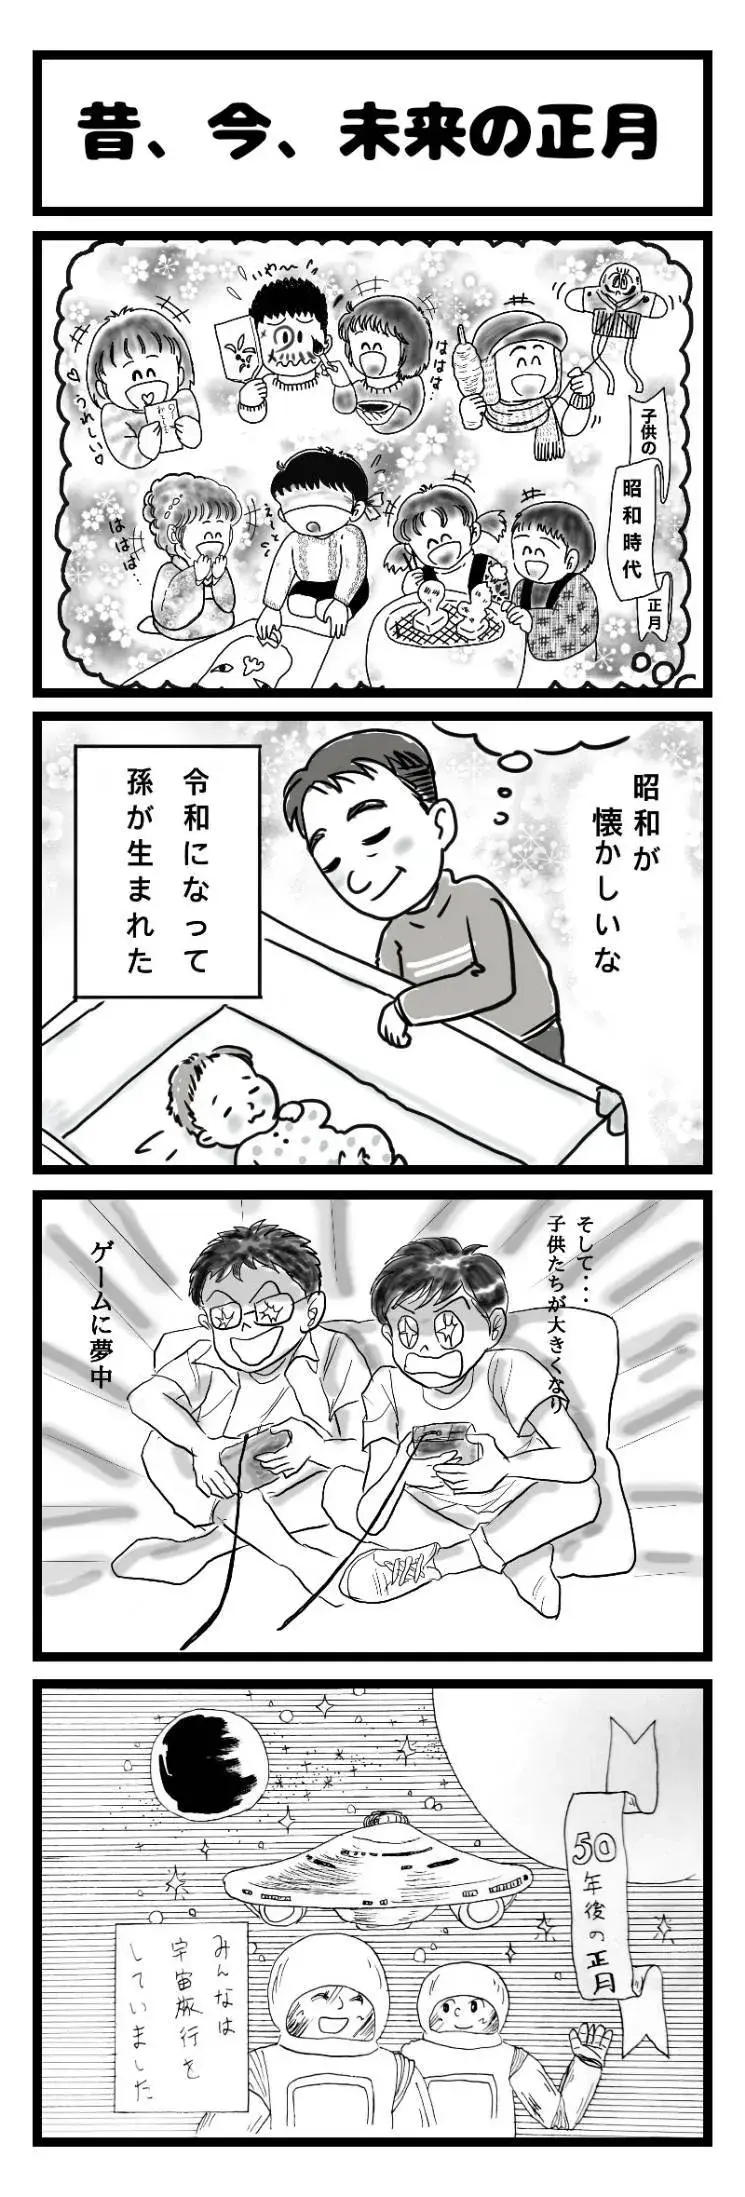 昔、今、未来の正月
子供の
昭和時代
正月
いや〜
ははは…
うれしい
えーと
ははは…
昭和が
懐かしいな
令和になって
孫が生まれた
そして・・・
子供たちが大きくなり
ゲームに夢中
50年後の正月
みんなは
宇宙旅行を
していました